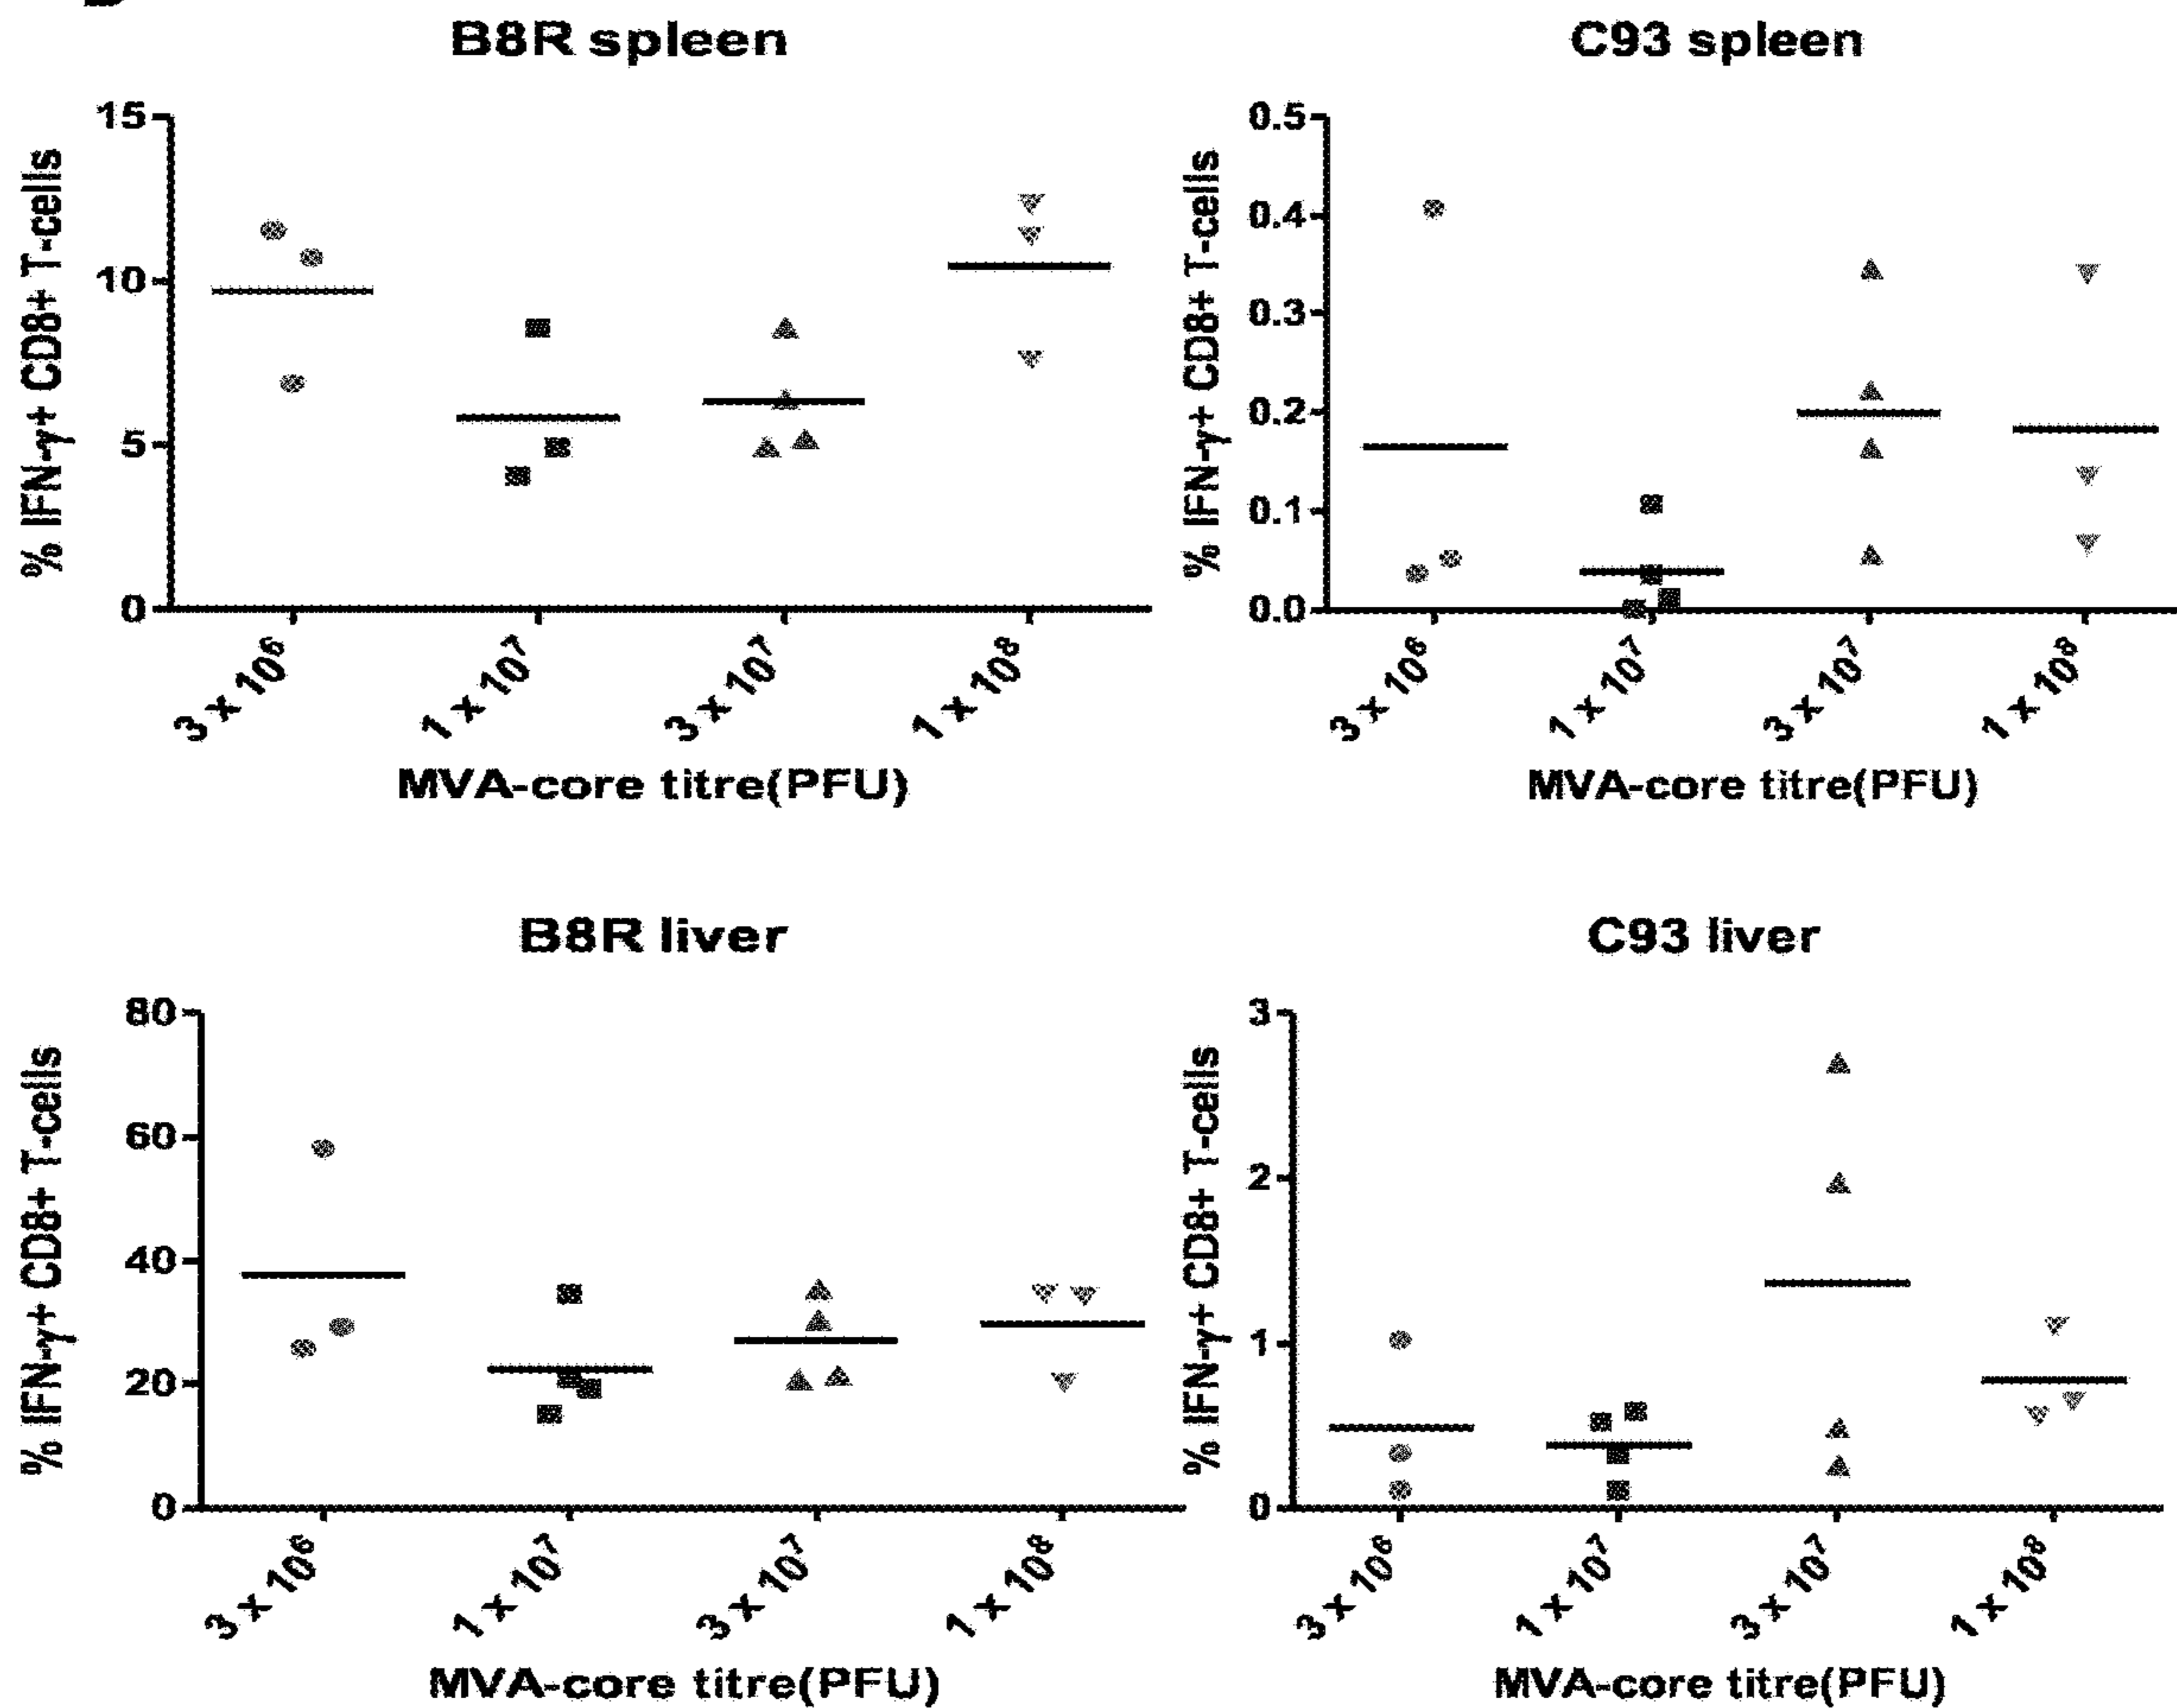 B8R spleen
% IFN-γ+ CD8+ T-cells
15
10
5
0
3 x 10⁶
1 x 10⁷
3 x 10⁷
1 x 10⁸
MVA-core titre(PFU)
C93 spleen
% IFN-γ+ CD8+ T-cells
0.5
0.4
0.3
0.2
0.1
0.0
3 x 10⁶
1 x 10⁷
3 x 10⁷
1 x 10⁸
MVA-core titre(PFU)
B8R liver
% IFN-γ+ CD8+ T-cells
80
60
40
20
0
3 x 10⁶
1 x 10⁷
3 x 10⁷
1 x 10⁸
MVA-core titre(PFU)
C93 liver
% IFN-γ+ CD8+ T-cells
3
2
1
0
3 x 10⁶
1 x 10⁷
3 x 10⁷
1 x 10⁸
MVA-core titre(PFU)